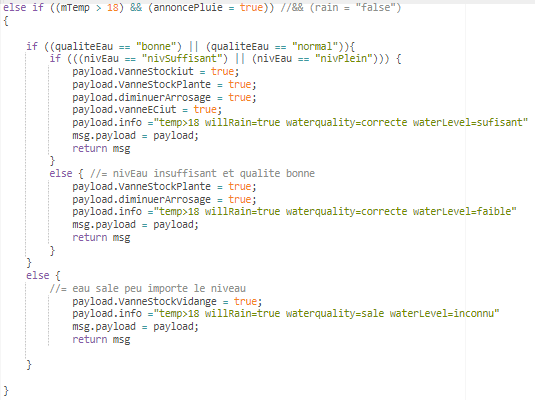 else if ((mTemp > 18) && (annoncePluie = true)) //&& (rain = "false")
{
if ((qualiteEau == "bonne") || (qualiteEau == "normal")){
if (((nivEau == "nivSuffisant") || (nivEau == "nivPlein"))) {
payload.VanneStockiut = true;
payload.VanneStockPlante = true;
payload.diminuerArrosage = true;
payload.vanneECiut = true;
payload.info ="temp>18 willRain=true waterquality=correcte waterLevel=sufisant"
msg.payload = payload;
return msg
}
else { //= nivEau insuffisant et qualite bonne
payload.VanneStockPlante = true;
payload.diminuerArrosage = true;
payload.info ="temp>18 willRain=true waterquality=correcte waterLevel=faible"
msg.payload = payload;
return msg
}
}
else {
//= eau sale peu importe le niveau
payload.VanneStockVidange = true;
payload.info ="temp>18 willRain=true waterquality=sale waterLevel=inconnu"
msg.payload = payload;
return msg
}
}